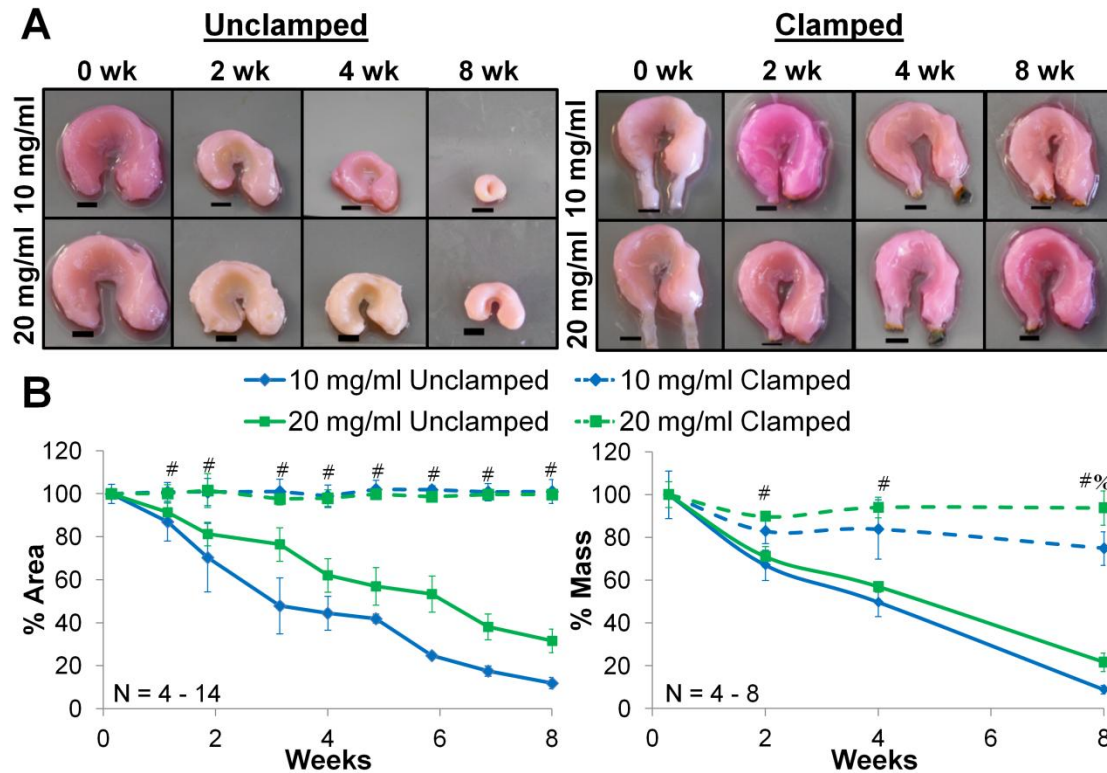 A
Unclamped
Clamped
0 wk 2 wk 4 wk 8 wk
0 wk 2 wk 4 wk 8 wk
10 mg/ml
20 mg/ml
10 mg/ml
20 mg/ml
B
10 mg/ml Unclamped
10 mg/ml Clamped
20 mg/ml Unclamped
20 mg/ml Clamped
120
100
80
60
40
20
0
% Area
# # # # # # # #
N = 4 - 14
0 2 4 6 8
Weeks
120
100
80
60
40
20
0
% Mass
# # #%
N = 4 - 8
0 2 4 6 8
Weeks